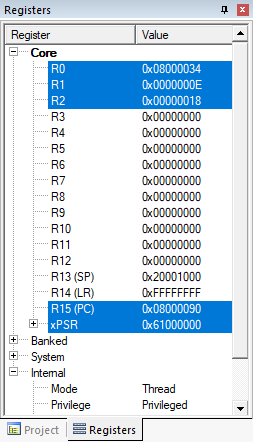 Registers
Register Value
Core
R0 0x08000034
R1 0x0000000E
R2 0x00000018
R3 0x00000000
R4 0x00000000
R5 0x00000000
R6 0x00000000
R7 0x00000000
R8 0x00000000
R9 0x00000000
R10 0x00000000
R11 0x00000000
R12 0x00000000
R13 (SP) 0x20001000
R14 (LR) 0xFFFFFFFF
R15 (PC) 0x08000090
xPSR 0x61000000
Banked
System
Internal
Mode Thread
Privilege Privileged
Project Registers